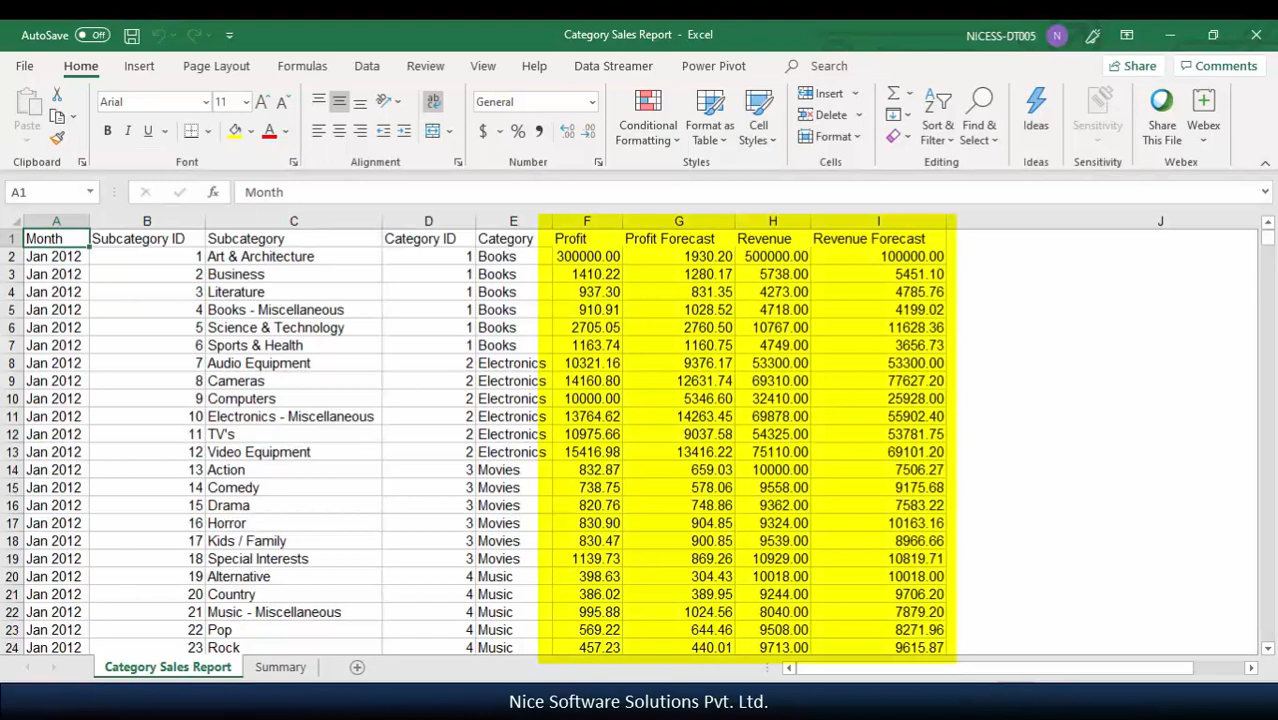 AutoSave Off Category Sales Report - Excel NICESS-DT005 N
File Home Insert Page Layout Formulas Data Review View Help Data Streamer Power Pivot Search Share Comments
Paste Arial 11 ab General Conditional Formatting Format as Table Cell Styles Insert Delete Format Sort & Filter Find & Select Ideas Sensitivity Share This File Webex
B I U A $ %
Clipboard Font Alignment Number Styles Cells Editing Ideas Sensitivity Webex
A1 fx Month
A B C D E F G H I J
1 Month Subcategory ID Subcategory Category ID Category Profit Profit Forecast Revenue Revenue Forecast
2 Jan 2012 1 Art & Architecture 1 Books 300000.00 1930.20 500000.00 100000.00
3 Jan 2012 2 Business 1 Books 1410.22 1280.17 5738.00 5451.10
4 Jan 2012 3 Literature 1 Books 937.30 831.35 4273.00 4785.76
5 Jan 2012 4 Books - Miscellaneous 1 Books 910.91 1028.52 4718.00 4199.02
6 Jan 2012 5 Science & Technology 1 Books 2705.05 2760.50 10767.00 11628.36
7 Jan 2012 6 Sports & Health 1 Books 1163.74 1160.75 4749.00 3656.73
8 Jan 2012 7 Audio Equipment 2 Electronics 10321.16 9376.17 53300.00 53300.00
9 Jan 2012 8 Cameras 2 Electronics 14160.80 12631.74 69310.00 77627.20
10 Jan 2012 9 Computers 2 Electronics 10000.00 5346.60 32410.00 25928.00
11 Jan 2012 10 Electronics - Miscellaneous 2 Electronics 13764.62 14263.45 69878.00 55902.40
12 Jan 2012 11 TV's 2 Electronics 10975.66 9037.58 54325.00 53781.75
13 Jan 2012 12 Video Equipment 2 Electronics 15416.98 13416.22 75110.00 69101.20
14 Jan 2012 13 Action 3 Movies 832.87 659.03 10000.00 7506.27
15 Jan 2012 14 Comedy 3 Movies 738.75 578.06 9558.00 9175.68
16 Jan 2012 15 Drama 3 Movies 820.76 748.86 9362.00 7583.22
17 Jan 2012 16 Horror 3 Movies 830.90 904.85 9324.00 10163.16
18 Jan 2012 17 Kids / Family 3 Movies 830.47 900.85 9539.00 8966.66
19 Jan 2012 18 Special Interests 3 Movies 1139.73 869.26 10929.00 10819.71
20 Jan 2012 19 Alternative 4 Music 398.63 304.43 10018.00 10018.00
21 Jan 2012 20 Country 4 Music 386.02 389.95 9244.00 9706.20
22 Jan 2012 21 Music - Miscellaneous 4 Music 995.88 1024.56 8040.00 7879.20
23 Jan 2012 22 Pop 4 Music 569.22 644.46 9508.00 8271.96
24 Jan 2012 23 Rock 4 Music 457.23 440.01 9713.00 9615.87
Category Sales Report Summary
Nice Software Solutions Pvt. Ltd.